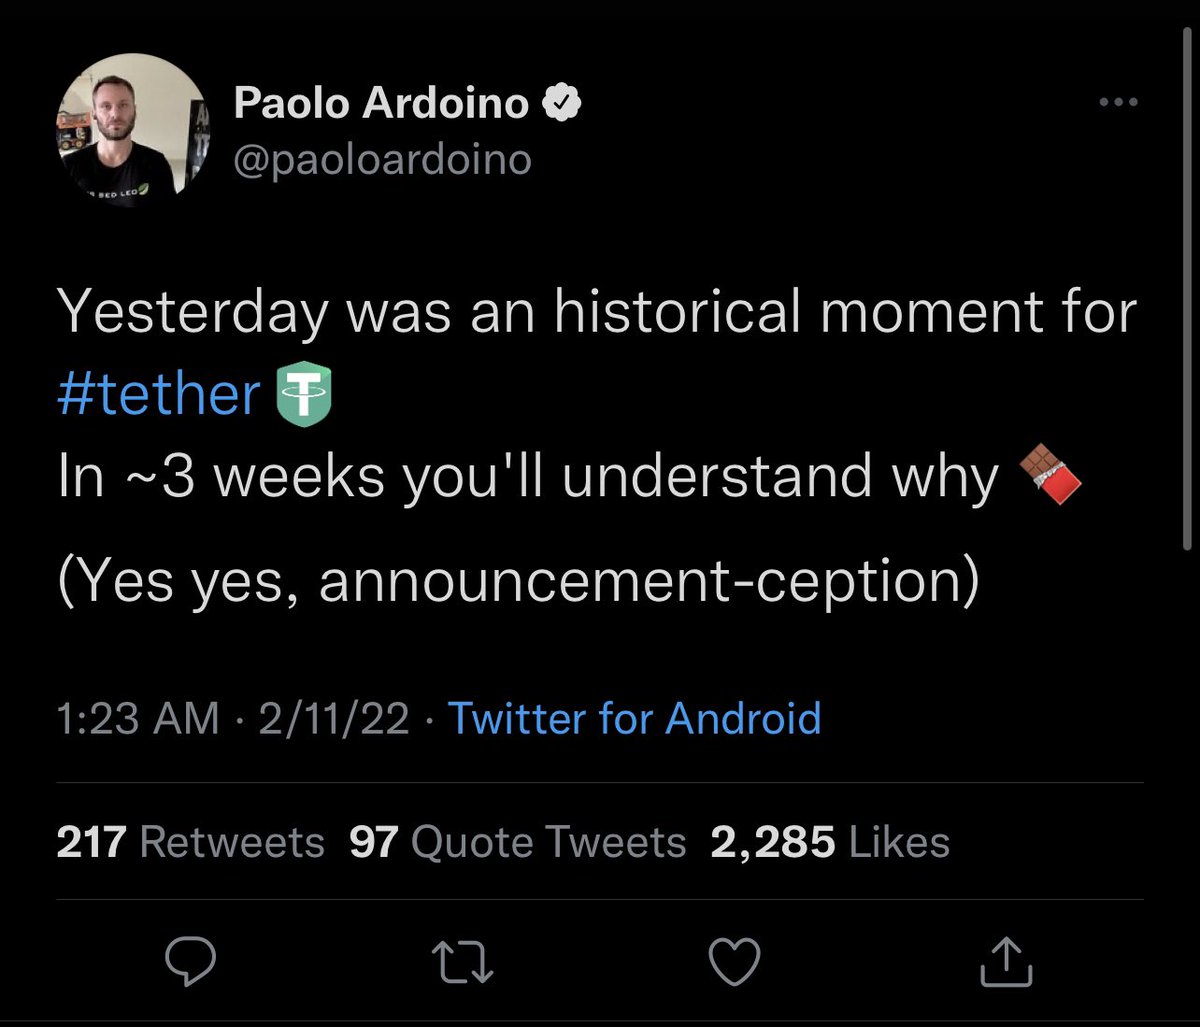 Paolo Ardoino
@paoloardoino
Yesterday was an historical moment for
#tether
In ~3 weeks you'll understand why 🍫
(Yes yes, announcement-ception)
1:23 AM · 2/11/22 · Twitter for Android
217 Retweets 97 Quote Tweets 2,285 Likes